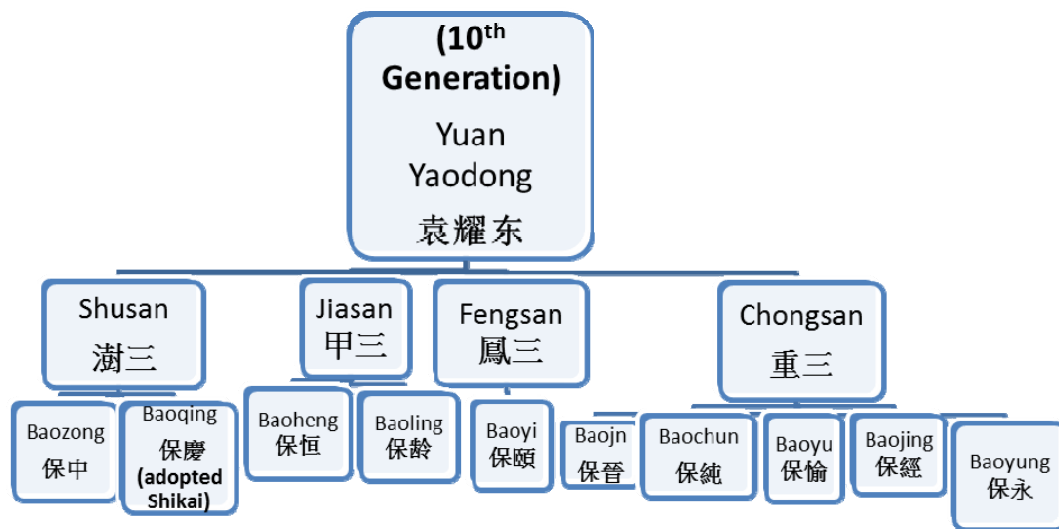 (10th
Generation)
Yuan
Yaodong
袁耀东
Shusan
澍三
Jiasan
甲三
Fengsan
鳳三
Chongsan
重三
Baozong
保中
Baoqing
保慶
(adopted
Shikai)
Baoheng
保恒
Baoling
保齡
Baoyi
保頤
Baojn
保晉
Baochun
保純
Baoyu
保愉
Baojing
保經
Baoyung
保永